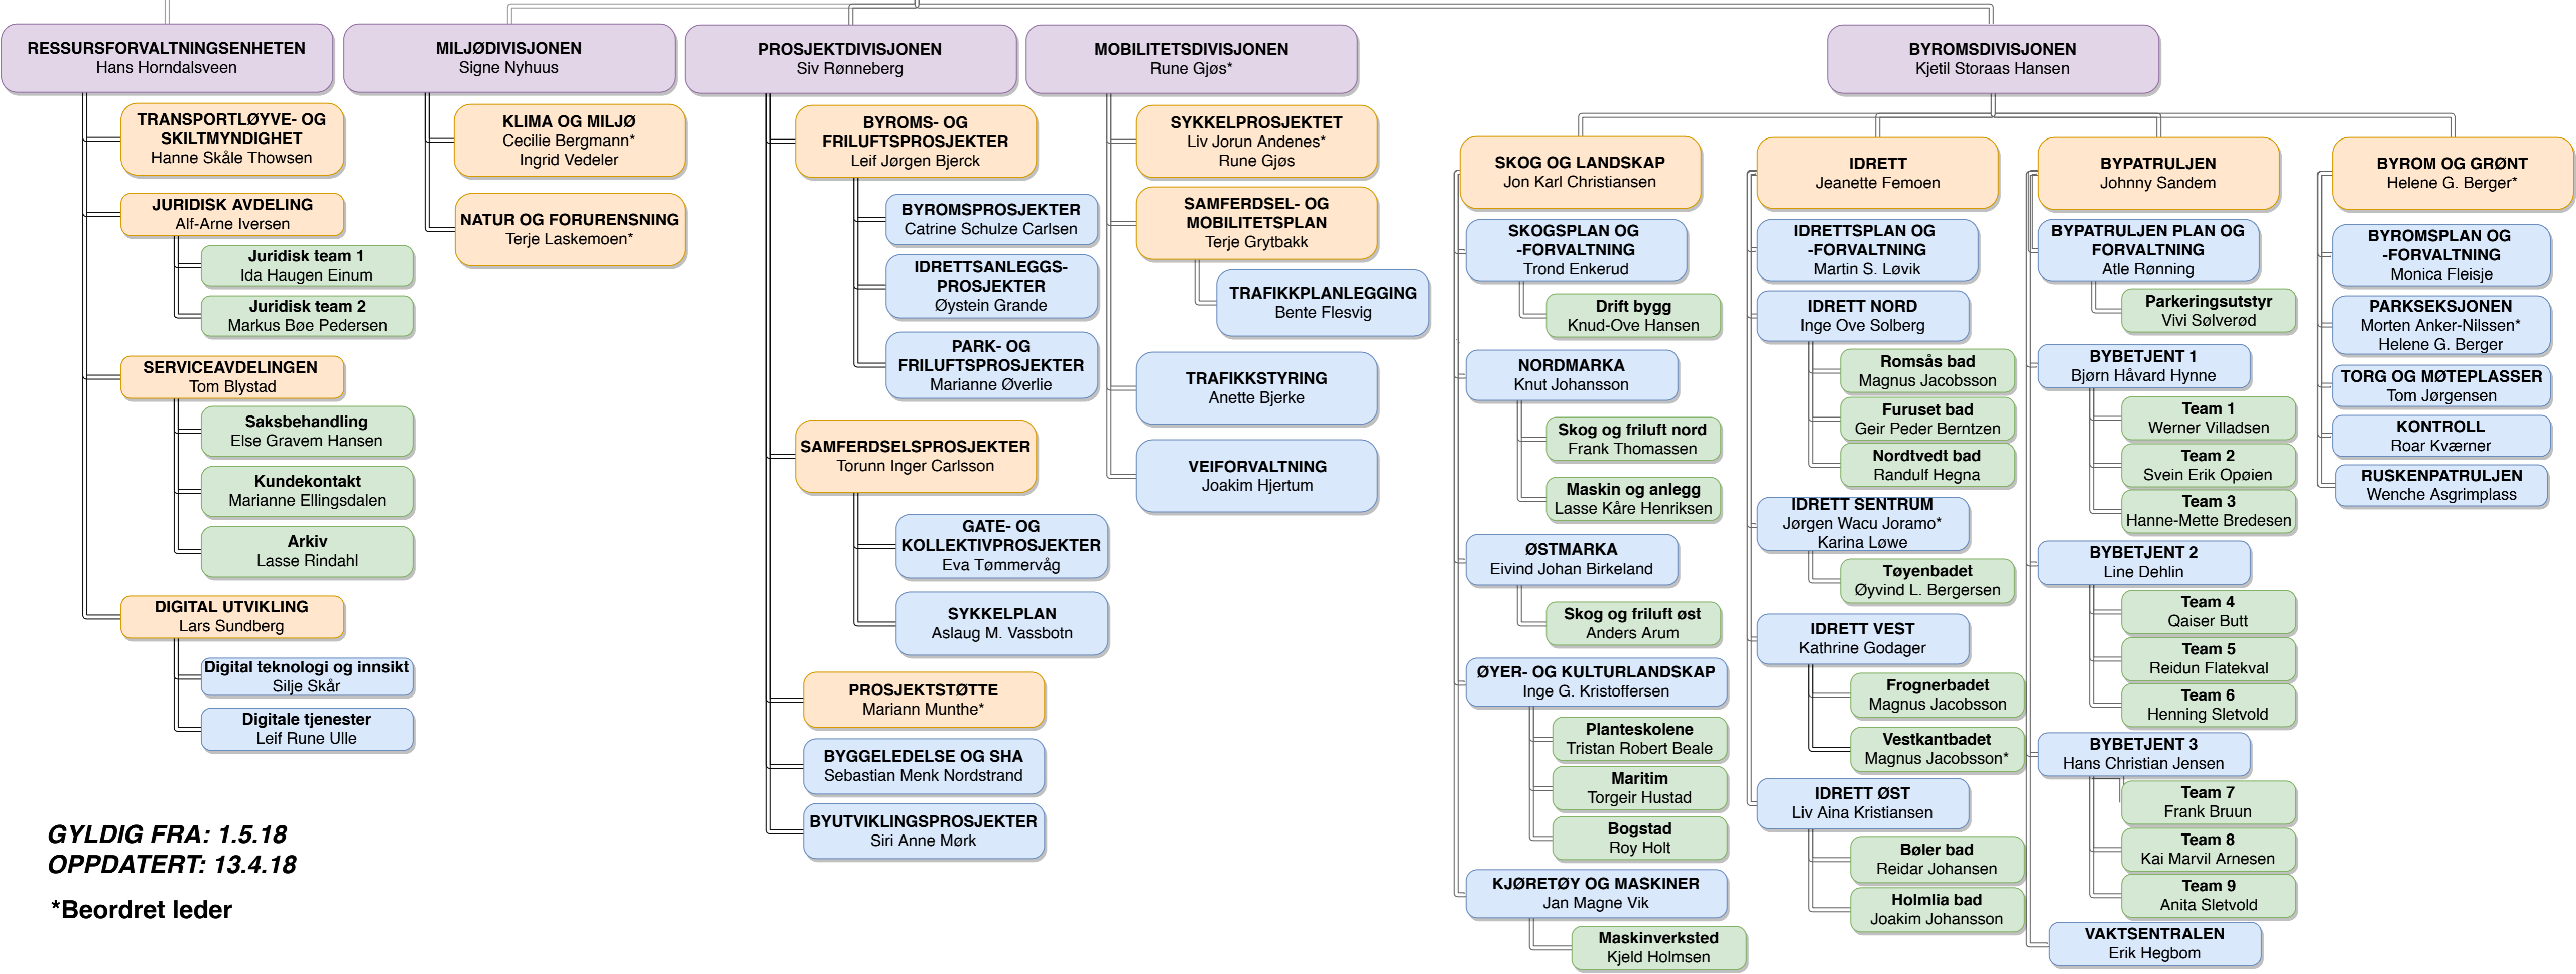 RESSURSFORVALTNINGSENHETEN
Hans Horndalsveen
TRANSPORTLØYVE- OG
SKILTMYNDIGHET
Hanne Skåle Thowsen
JURIDISK AVDELING
Alf-Arne Iversen
Juridisk team 1
Ida Haugen Einum
Juridisk team 2
Markus Bøe Pedersen
SERVICEAVDELINGEN
Tom Blystad
Saksbehandling
Else Gravem Hansen
Kundekontakt
Marianne Ellingsdalen
Arkiv
Lasse Rindahl
DIGITAL UTVIKLING
Lars Sundberg
Digital teknologi og innsikt
Silje Skår
Digitale tjenester
Leif Rune Ulle
GYLDIG FRA: 1.5.18
OPPDATERT: 13.4.18
*Beordret leder
MILJØDIVISJONEN
Signe Nyhuus
KLIMA OG MILJØ
Cecilie Bergmann*
Ingrid Vedeler
NATUR OG FORURENSNING
Terje Laskemoen*
PROSJEKTDIVISJONEN
Siv Rønneberg
BYROMS- OG
FRILUFTSPROSJEKTER
Leif Jørgen Bjerck
BYROMSPROSJEKTER
Catrine Schulze Carlsen
IDRETTSANLEGGS-
PROSJEKTER
Øystein Grande
PARK- OG
FRILUFTSPROSJEKTER
Marianne Øverlie
SAMFERDSELSPROSJEKTER
Torunn Inger Carlsson
GATE- OG
KOLLEKTIVPROSJEKTER
Eva Tømmervåg
SYKKELPLAN
Aslaug M. Vassbotn
PROSJEKTSTØTTE
Mariann Munthe*
BYGGELEDELSE OG SHA
Sebastian Menk Nordstrand
BYUTVIKLINGSPROSJEKTER
Siri Anne Mørk
MOBILITETSDIVISJONEN
Rune Gjøs*
SYKKELPROSJEKTET
Liv Jorun Andenes*
Rune Gjøs
SAMFERDSEL- OG
MOBILITETSPLAN
Terje Grytbakk
TRAFIKKPLANLEGGING
Bente Flesvig
TRAFIKKSTYRING
Anette Bjerke
VEIFORVALTNING
Joakim Hjertum
BYROMSDIVISJONEN
Kjetil Storaas Hansen
SKOG OG LANDSKAP
Jon Karl Christiansen
SKOGSPLAN OG
-FORVALTNING
Trond Enkerud
Drift bygg
Knud-Ove Hansen
NORDMARKA
Knut Johansson
Skog og friluft nord
Frank Thomassen
Maskin og anlegg
Lasse Kåre Henriksen
ØSTMARKA
Eivind Johan Birkeland
Skog og friluft øst
Anders Arum
ØYER- OG KULTURLANDSKAP
Inge G. Kristoffersen
Planteskolene
Tristan Robert Beale
Maritim
Torgeir Hustad
Bogstad
Roy Holt
KJØRETØY OG MASKINER
Jan Magne Vik
Maskinverksted
Kjeld Holmsen
IDRETT
Jeanette Femoen
IDRETTSPLAN OG
-FORVALTNING
Martin S. Løvik
IDRETT NORD
Inge Ove Solberg
Romsås bad
Magnus Jacobsson
Furuset bad
Geir Peder Berntzen
Nordtvedt bad
Randulf Hegna
IDRETT SENTRUM
Jørgen Wacu Joramo*
Karina Løwe
Tøyenbadet
Øyvind L. Bergersen
IDRETT VEST
Kathrine Godager
Frognerbadet
Magnus Jacobsson
Vestkantbadet
Magnus Jacobsson*
IDRETT ØST
Liv Aina Kristiansen
Bøler bad
Reidar Johansen
Holmlia bad
Joakim Johansson
BYPATRULJEN
Johnny Sandem
BYPATRULJEN PLAN OG
FORVALTNING
Atle Rønning
Parkeringsutstyr
Vivi Sølverød
BYBETJENT 1
Bjørn Håvard Hynne
Team 1
Werner Villadsen
Team 2
Svein Erik Opøien
Team 3
Hanne-Mette Bredesen
BYBETJENT 2
Line Dehlin
Team 4
Qaiser Butt
Team 5
Reidun Flatekval
Team 6
Henning Sletvold
BYBETJENT 3
Hans Christian Jensen
Team 7
Frank Bruun
Team 8
Kai Marvil Arnesen
Team 9
Anita Sletvold
VAKTSENTRALEN
Erik Hegbom
BYROM OG GRØNT
Helene G. Berger*
BYROMSPLAN OG
-FORVALTNING
Monica Fleisje
PARKSEKSJONEN
Morten Anker-Nilssen*
Helene G. Berger
TORG OG MØTEPLASSER
Tom Jørgensen
KONTROLL
Roar Kværner
RUSKENPATRULJEN
Wenche Asgrimplass